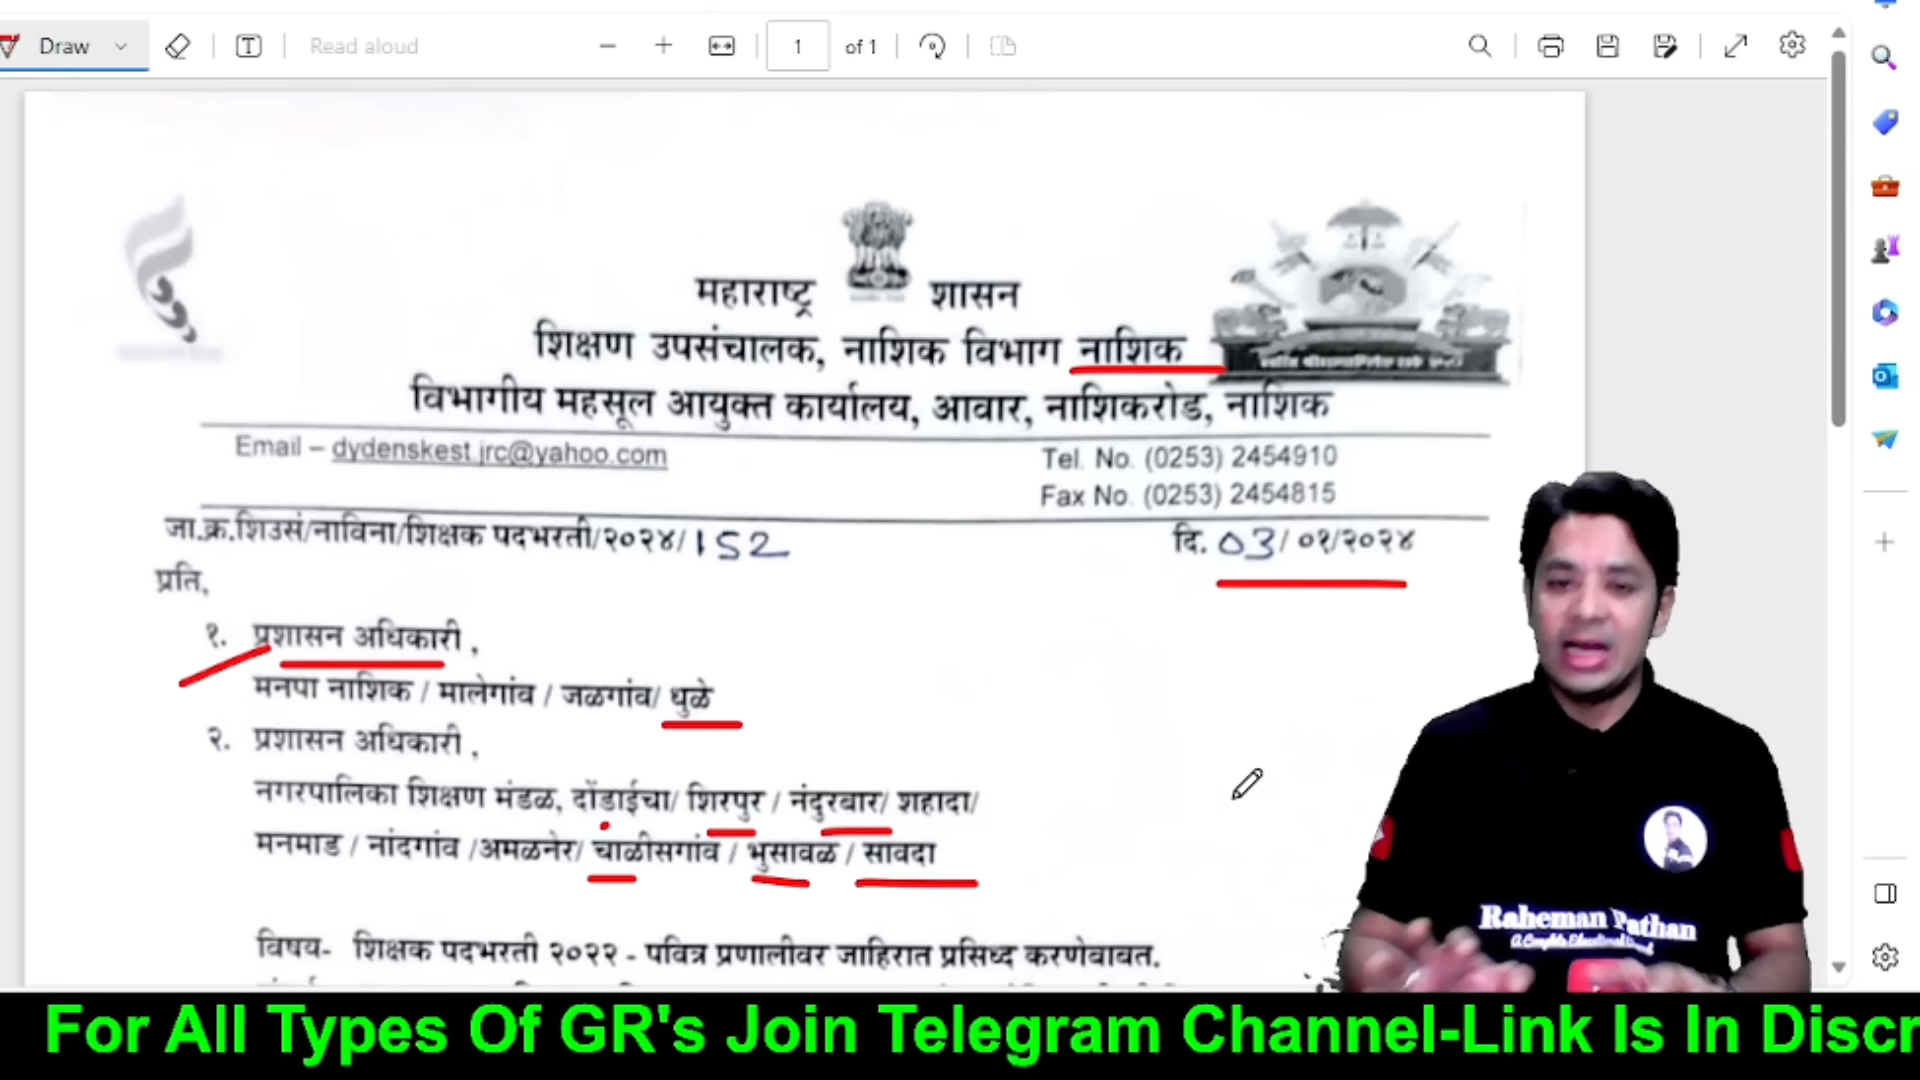 Draw
Read aloud
1 of 1
महाराष्ट्र शासन
शिक्षण उपसंचालक, नाशिक विभाग नाशिक
विभागीय महसूल आयुक्त कार्यालय, आवार, नाशिकरोड, नाशिक
Email – dydenskest.jrc@yahoo.com
Tel. No. (0253) 2454910
Fax No. (0253) 2454815
जा.क्र.शिउसं/नाविना/शिक्षक पदभरती/२०२४/152
दि. 03/०१/२०२४
प्रति,
१. प्रशासन अधिकारी ,
मनपा नाशिक / मालेगांव / जळगांव/ धुळे
२. प्रशासन अधिकारी ,
नगरपालिका शिक्षण मंडळ, दोंडाईचा/ शिरपुर / नंदुरबार/ शहादा/
मनमाड / नांदगांव /अमळनेर/ चाळीसगांव / भुसावळ / सावदा
विषय- शिक्षक पदभरती २०२२ - पवित्र प्रणालीवर जाहिरात प्रसिध्द करणेबाबत.
Raheman Pathan
For All Types Of GR's Join Telegram Channel-Link Is In Discr